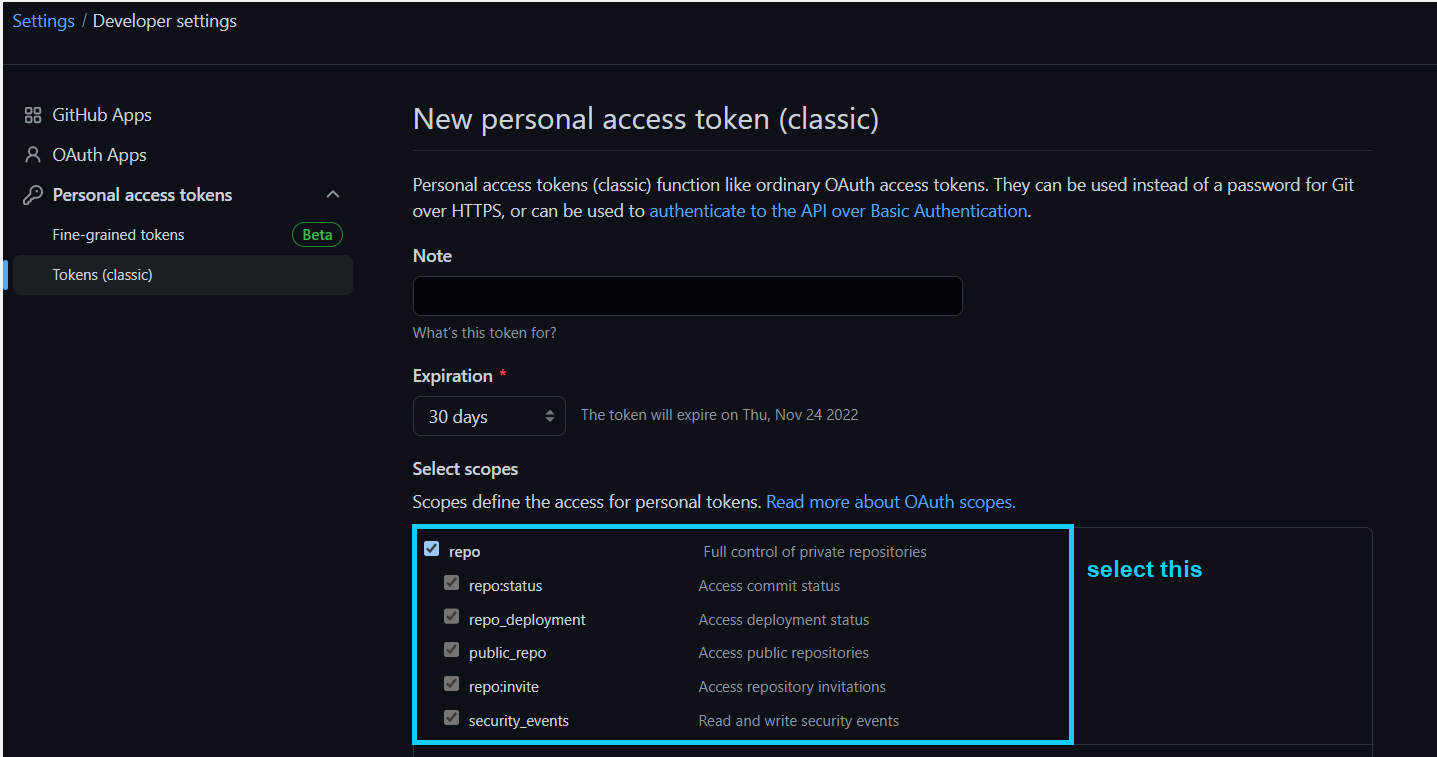 Settings / Developer settings
GitHub Apps
OAuth Apps
Personal access tokens
Fine-grained tokens Beta
Tokens (classic)
New personal access token (classic)
Personal access tokens (classic) function like ordinary OAuth access tokens. They can be used instead of a password for Git
over HTTPS, or can be used to authenticate to the API over Basic Authentication.
Note
What's this token for?
Expiration *
30 days The token will expire on Thu, Nov 24 2022
Select scopes
Scopes define the access for personal tokens. Read more about OAuth scopes.
repo Full control of private repositories
select this
repo:status Access commit status
repo_deployment Access deployment status
public_repo Access public repositories
repo:invite Access repository invitations
security_events Read and write security events